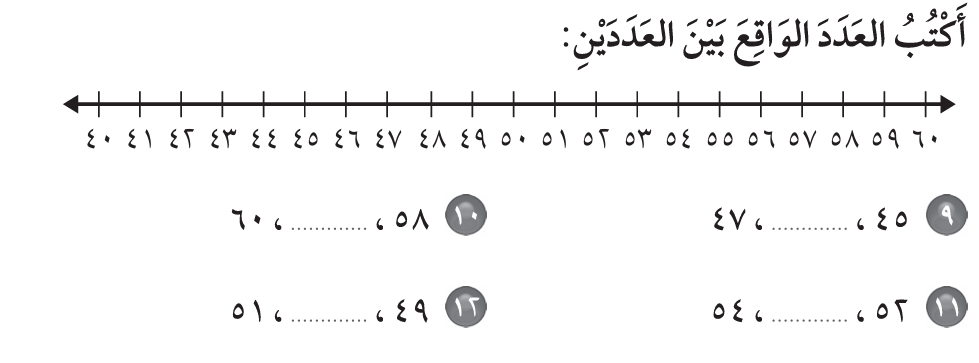 أَكْتُبُ العَدَدَ الوَاقِعَ بَيْنَ العَدَدَيْنِ:
٤٠ ٤١ ٤٢ ٤٣ ٤٤ ٤٥ ٤٦ ٤٧ ٤٨ ٤٩ ٥٠ ٥١ ٥٢ ٥٣ ٥٤ ٥٥ ٥٦ ٥٧ ٥٨ ٥٩ ٦٠
٩ ٤٥ ، ............. ، ٤٧
١٠ ٥٨ ، ............. ، ٦٠
١١ ٥٢ ، ............. ، ٥٤
١٢ ٤٩ ، ............. ، ٥١